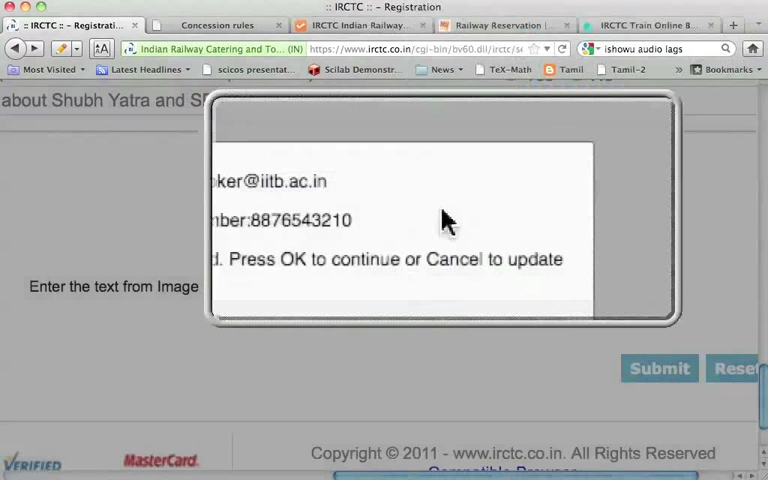 :: IRCTC :: - Registration
:: IRCTC :: - Registrati...
Concession rules
IRCTC Indian Railway...
Railway Reservation |...
IRCTC Train Online B...
Indian Railway Catering and To... (IN)
https://www.irctc.co.in/cgi-bin/bv60.dll/irctc/se
ishowu audio lags
Most Visited
Latest Headlines
scicos presentat...
Scilab Demonstr...
News
TeX-Math
Tamil
Tamil-2
»
Bookmarks
about Shubh Yatra and S
oker@iitb.ac.in
nber:8876543210
d. Press OK to continue or Cancel to update
Enter the text from Image
Submit
Rese
VERIFIED
MasterCard.
Copyright © 2011 - www.irctc.co.in. All Rights Reserved
Compatible Browser